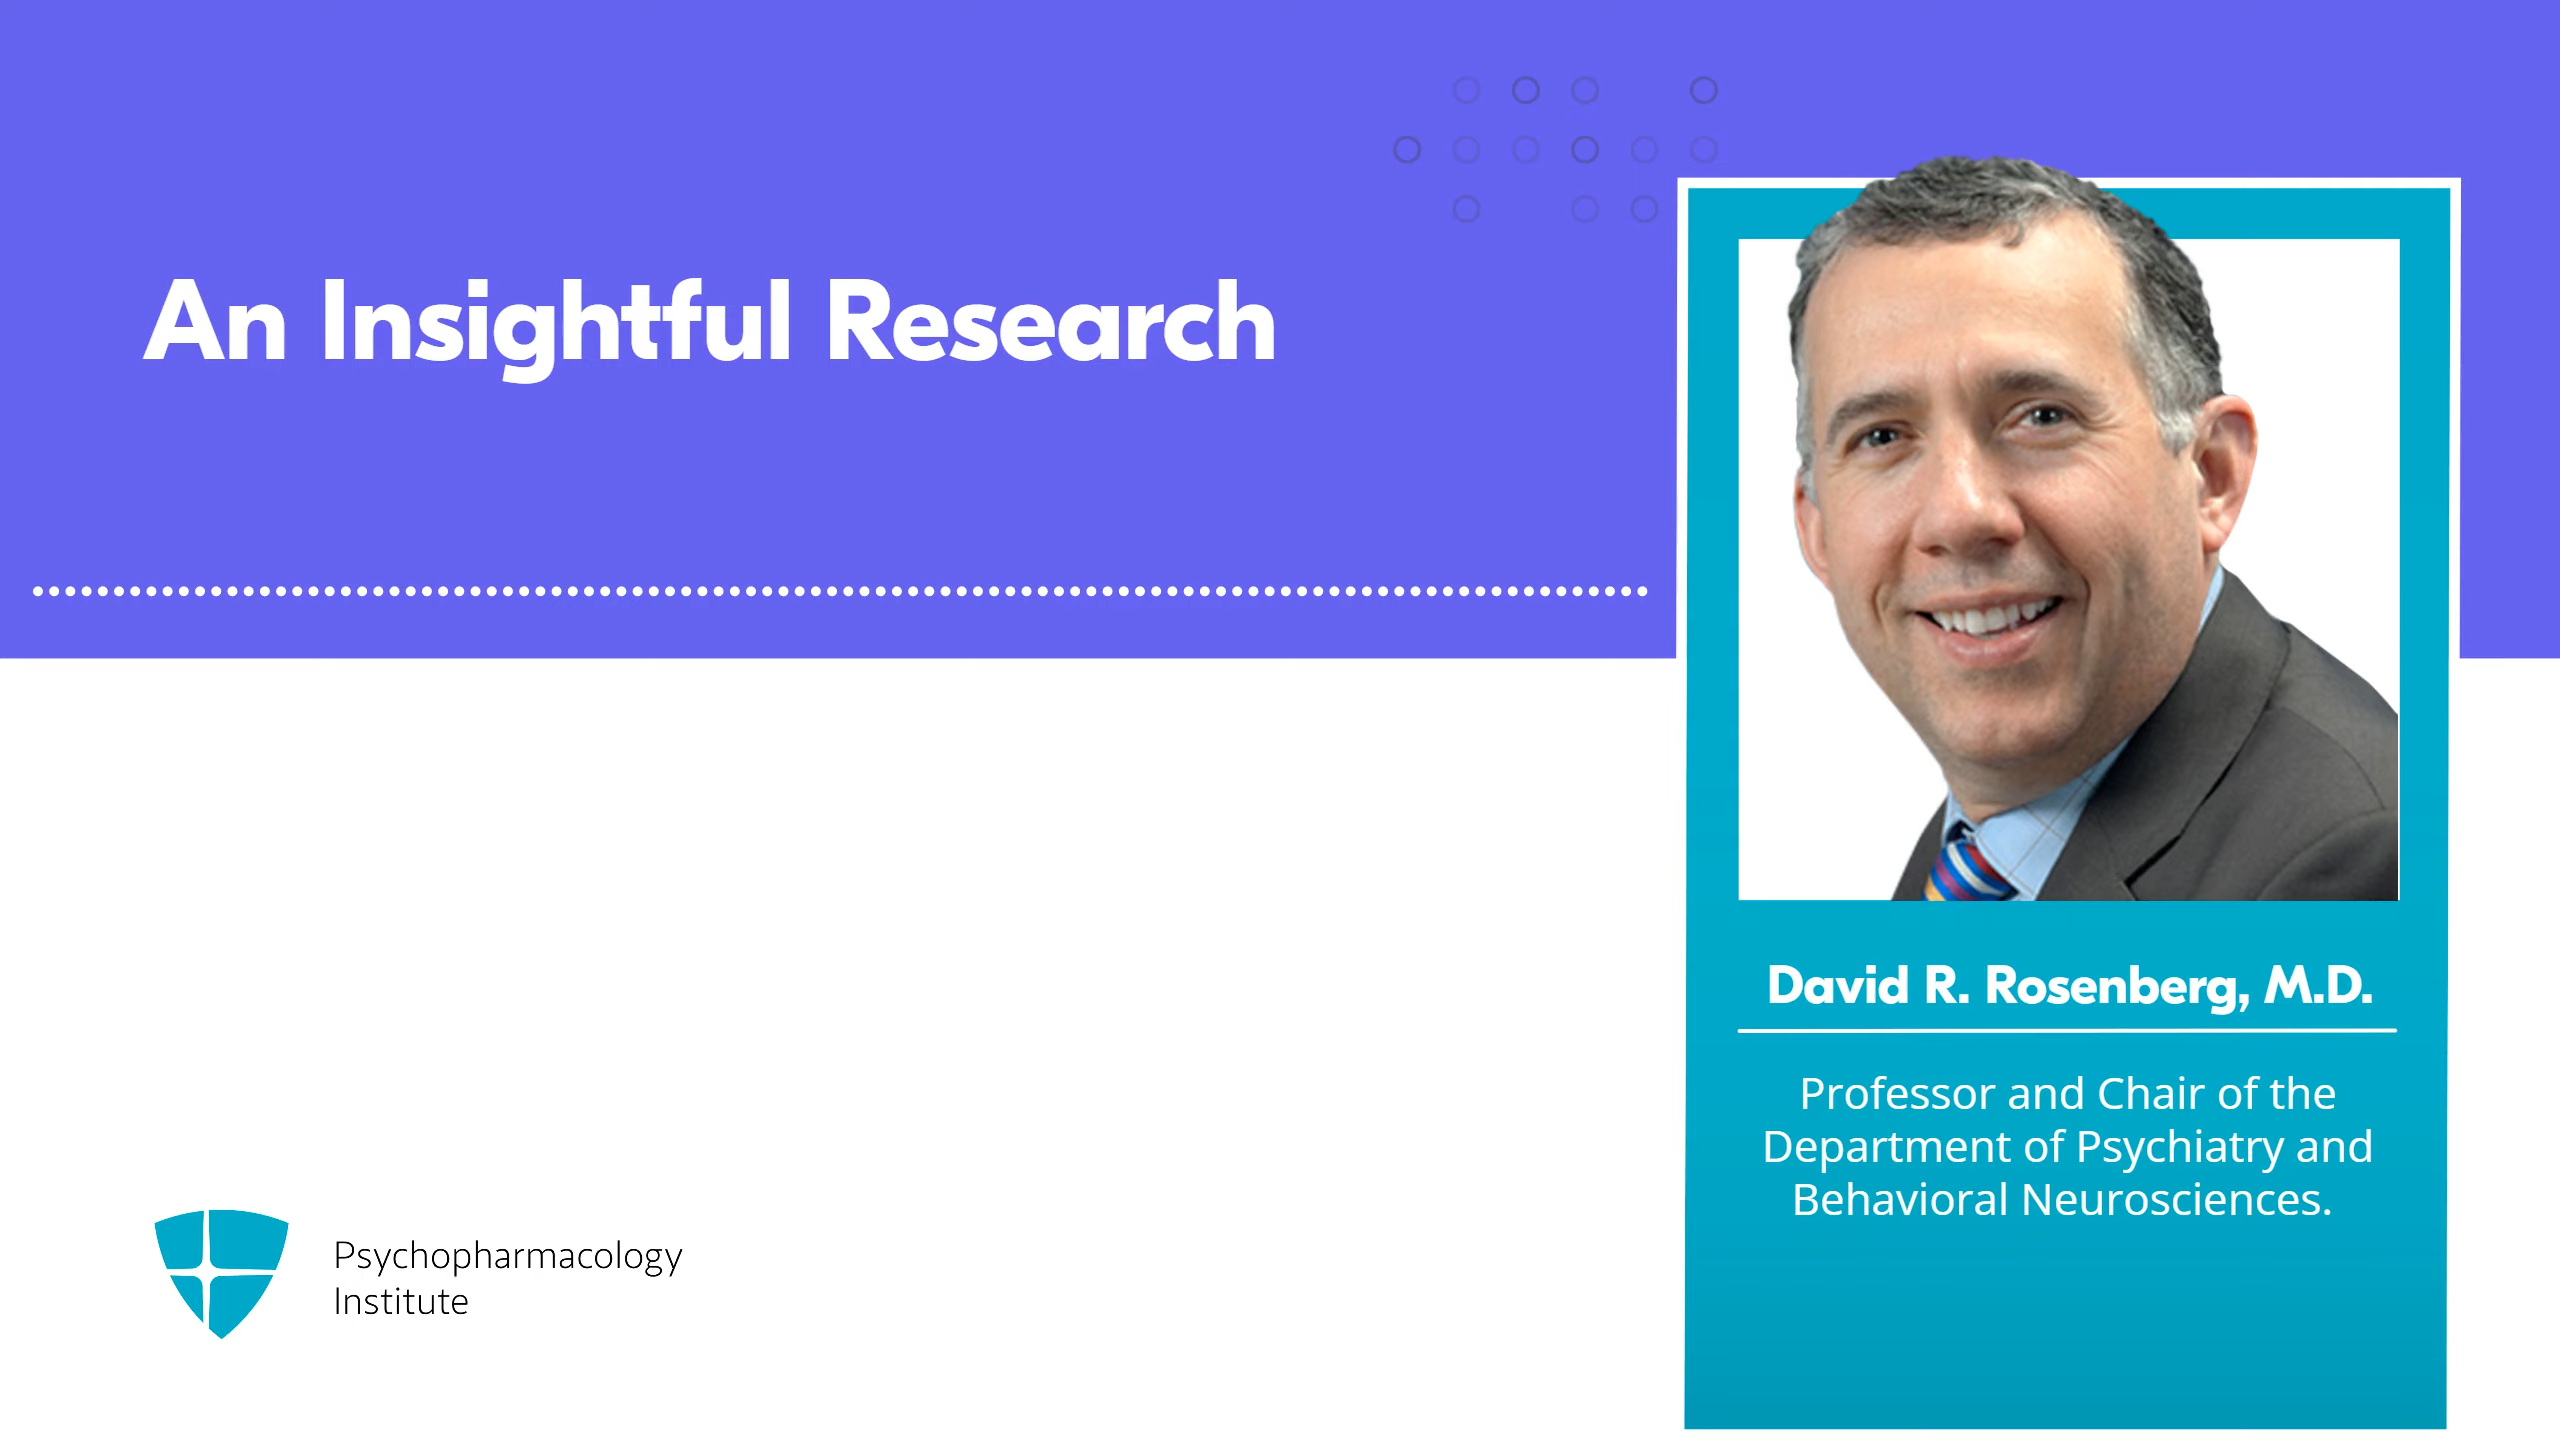 An Insightful Research
David R. Rosenberg, M.D.
Professor and Chair of the
Department of Psychiatry and
Behavioral Neurosciences.
Psychopharmacology
Institute